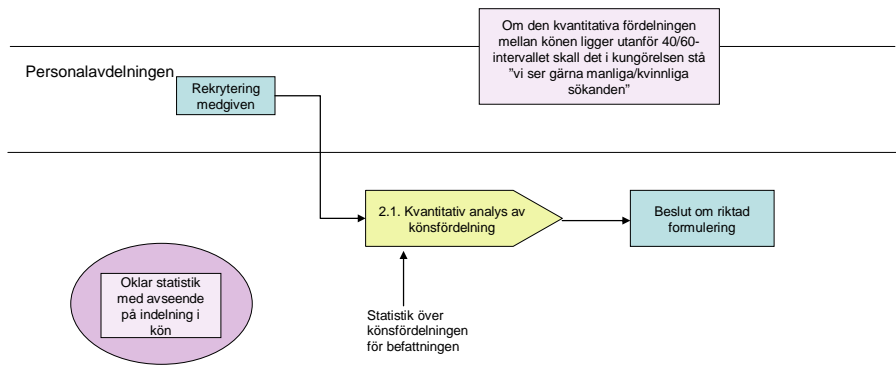 Om den kvantitativa fördelningen
mellan könen ligger utanför 40/60-
intervallet skall det i kungörelsen stå
”vi ser gärna manliga/kvinnliga
sökanden”
Personalavdelningen
Rekrytering
medgiven
2.1. Kvantitativ analys av
könsfördelning
Beslut om riktad
formulering
Oklar statistik
med avseende
på indelning i
kön
Statistik över
könsfördelningen
för befattningen